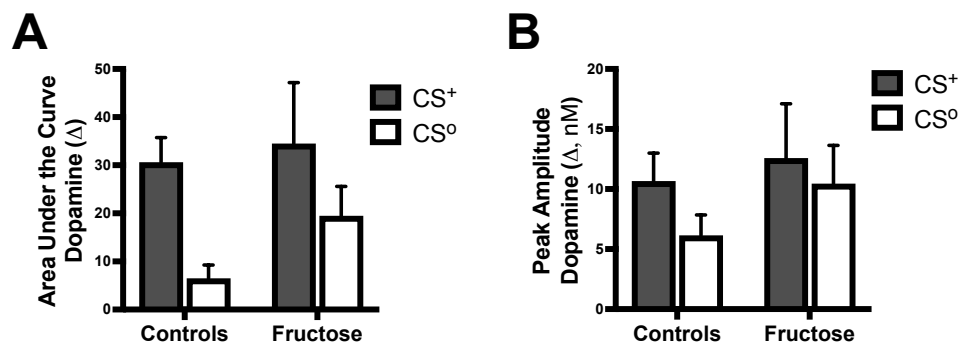 A
Area Under the Curve
Dopamine (Δ)
50
40
30
20
10
0
Controls
Fructose
CS⁺
CSº
B
Peak Amplitude
Dopamine (Δ, nM)
20
15
10
5
0
Controls
Fructose
CS⁺
CSº